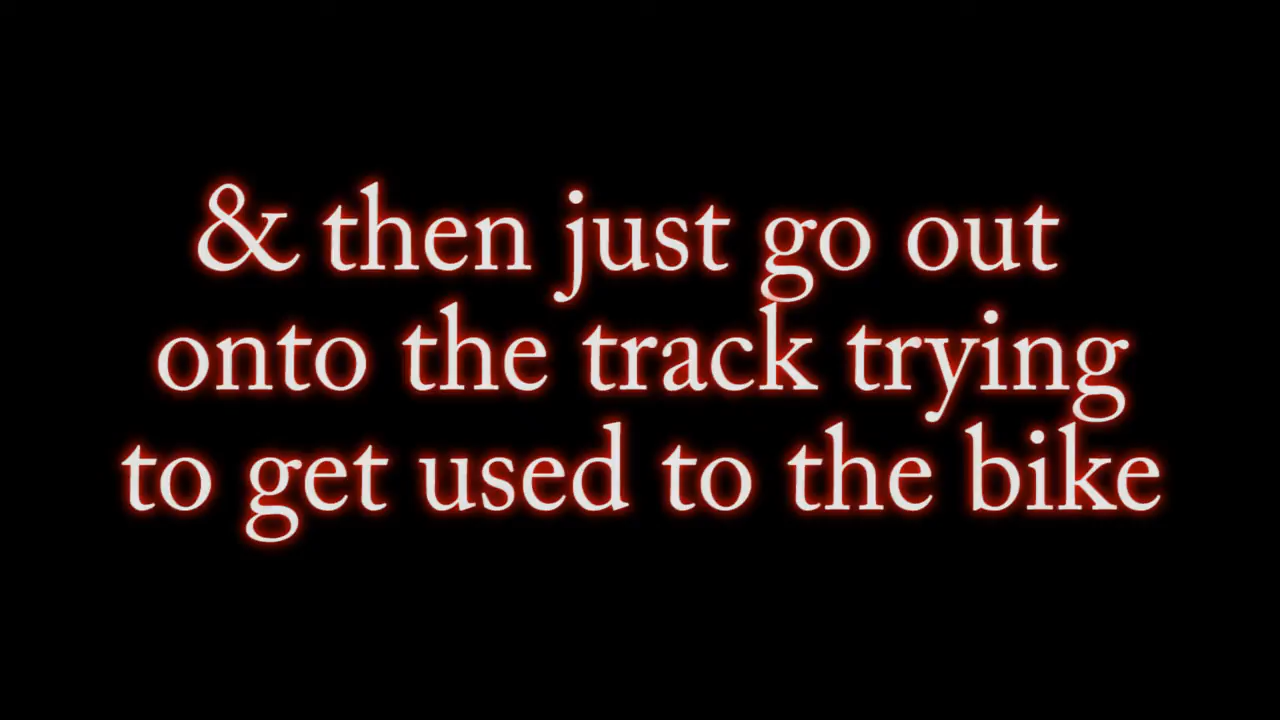 & then just go out
onto the track trying
to get used to the bike